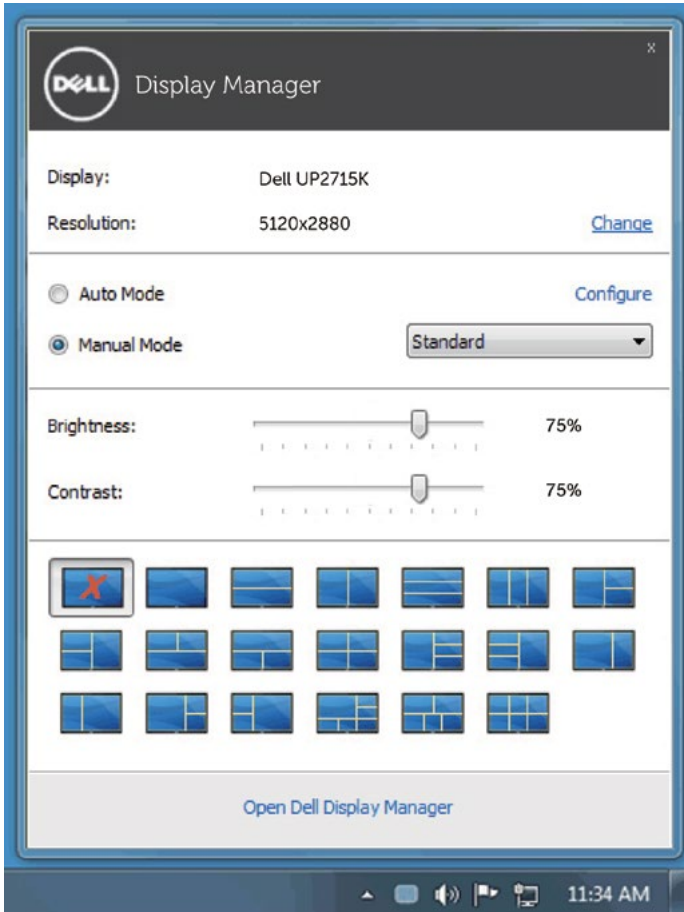 x
DELL Display Manager
Display: Dell UP2715K
Resolution: 5120x2880 Change
Auto Mode Configure
Manual Mode Standard
Brightness: 75%
Contrast: 75%
Open Dell Display Manager
11:34 AM